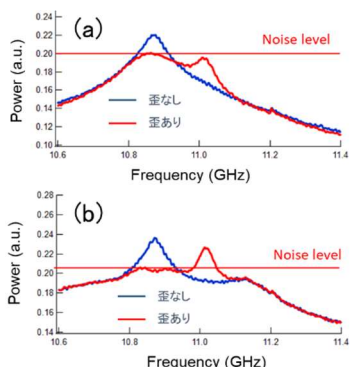 (a)
Noise level
Power (a.u.)
0.22
0.20
0.18
0.16
0.14
0.12
0.10
歪なし
歪あり
10.6
10.8
11.0
11.2
11.4
Frequency (GHz)
(b)
Noise level
Power (a.u.)
0.28
0.26
0.24
0.22
0.20
0.18
0.16
0.14
歪なし
歪あり
10.6
10.8
11.0
11.2
11.4
Frequency (GHz)